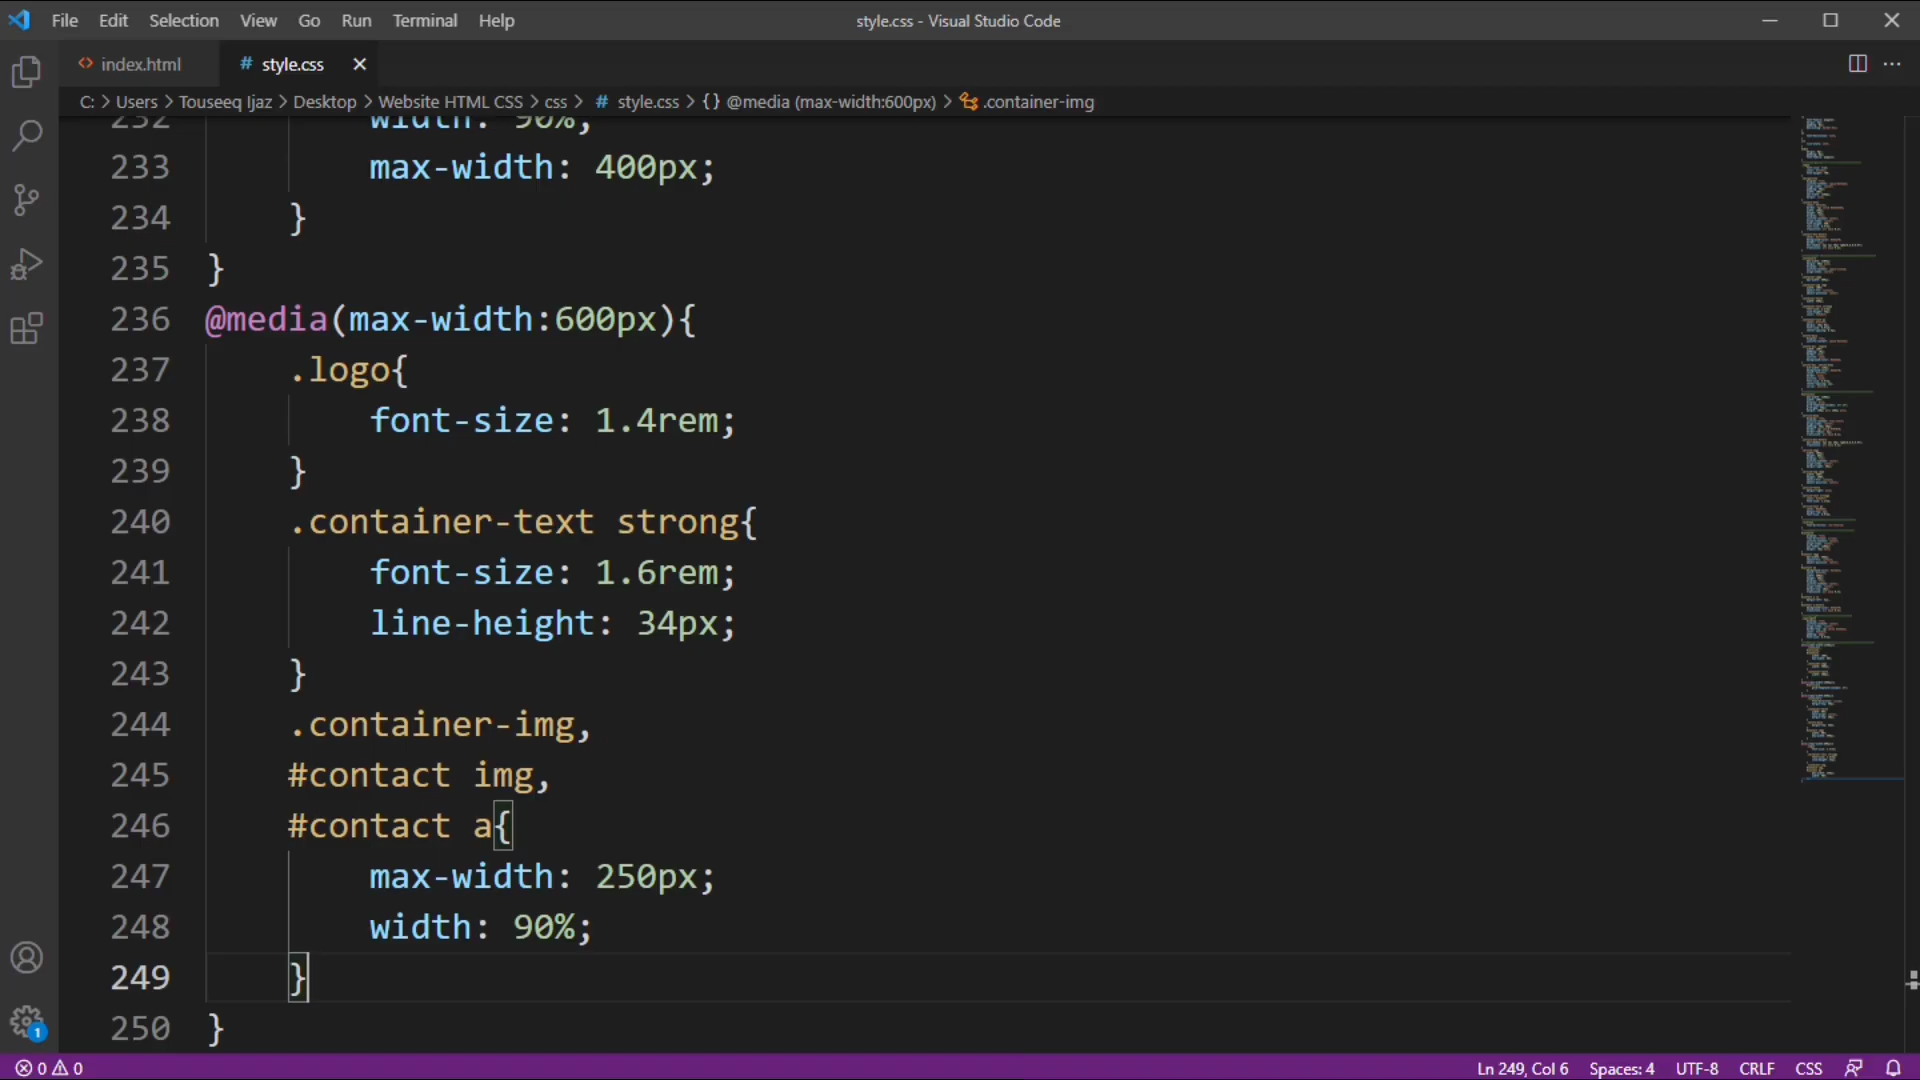 File Edit Selection View Go Run Terminal Help style.css - Visual Studio Code
index.html # style.css
C: > Users > Touseeq Ijaz > Desktop > Website HTML CSS > css > # style.css > {} @media (max-width:600px) > .container-img
232 width: 90%;
233 max-width: 400px;
234 }
235 }
236 @media(max-width:600px){
237 .logo{
238 font-size: 1.4rem;
239 }
240 .container-text strong{
241 font-size: 1.6rem;
242 line-height: 34px;
243 }
244 .container-img,
245 #contact img,
246 #contact a{
247 max-width: 250px;
248 width: 90%;
249 }
250 }
1
0 0 Ln 249, Col 6 Spaces: 4 UTF-8 CRLF CSS